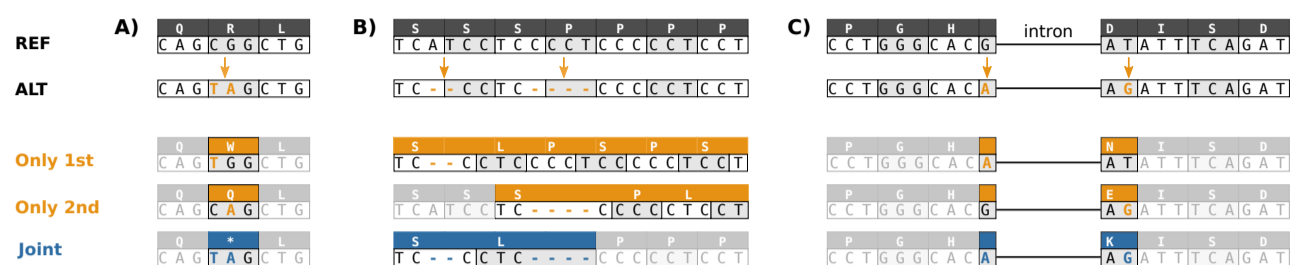 A) Q R L B) S S S P P P P C) P G H intron D I S D
REF C A G C G G C T G T C A T C C T C C C C T C C C C C T C C T C C T G G G C A C G A T A T T T C A G A T
ALT C A G T A G C T G T C - - C C T C - - - - C C C C C T C C T C C T G G G C A C A A G A T T T C A G A T
Q W L S L P S P S P G H N I S D
Only 1st C A G T G G C T G T C - - C C T C C C C T C C C C C T C C T C C T G G G C A C A A T A T T T C A G A T
Q Q L S S S P L P G H E I S D
Only 2nd C A G C A G C T G T C A T C C T C - - - - C C C C C T C C T C C T G G G C A C G A G A T T T C A G A T
Q * L S L P P P P G H K I S D
Joint C A G T A G C T G T C - - C C T C - - - - C C C C C T C C T C C T G G G C A C A A G A T T T C A G A T